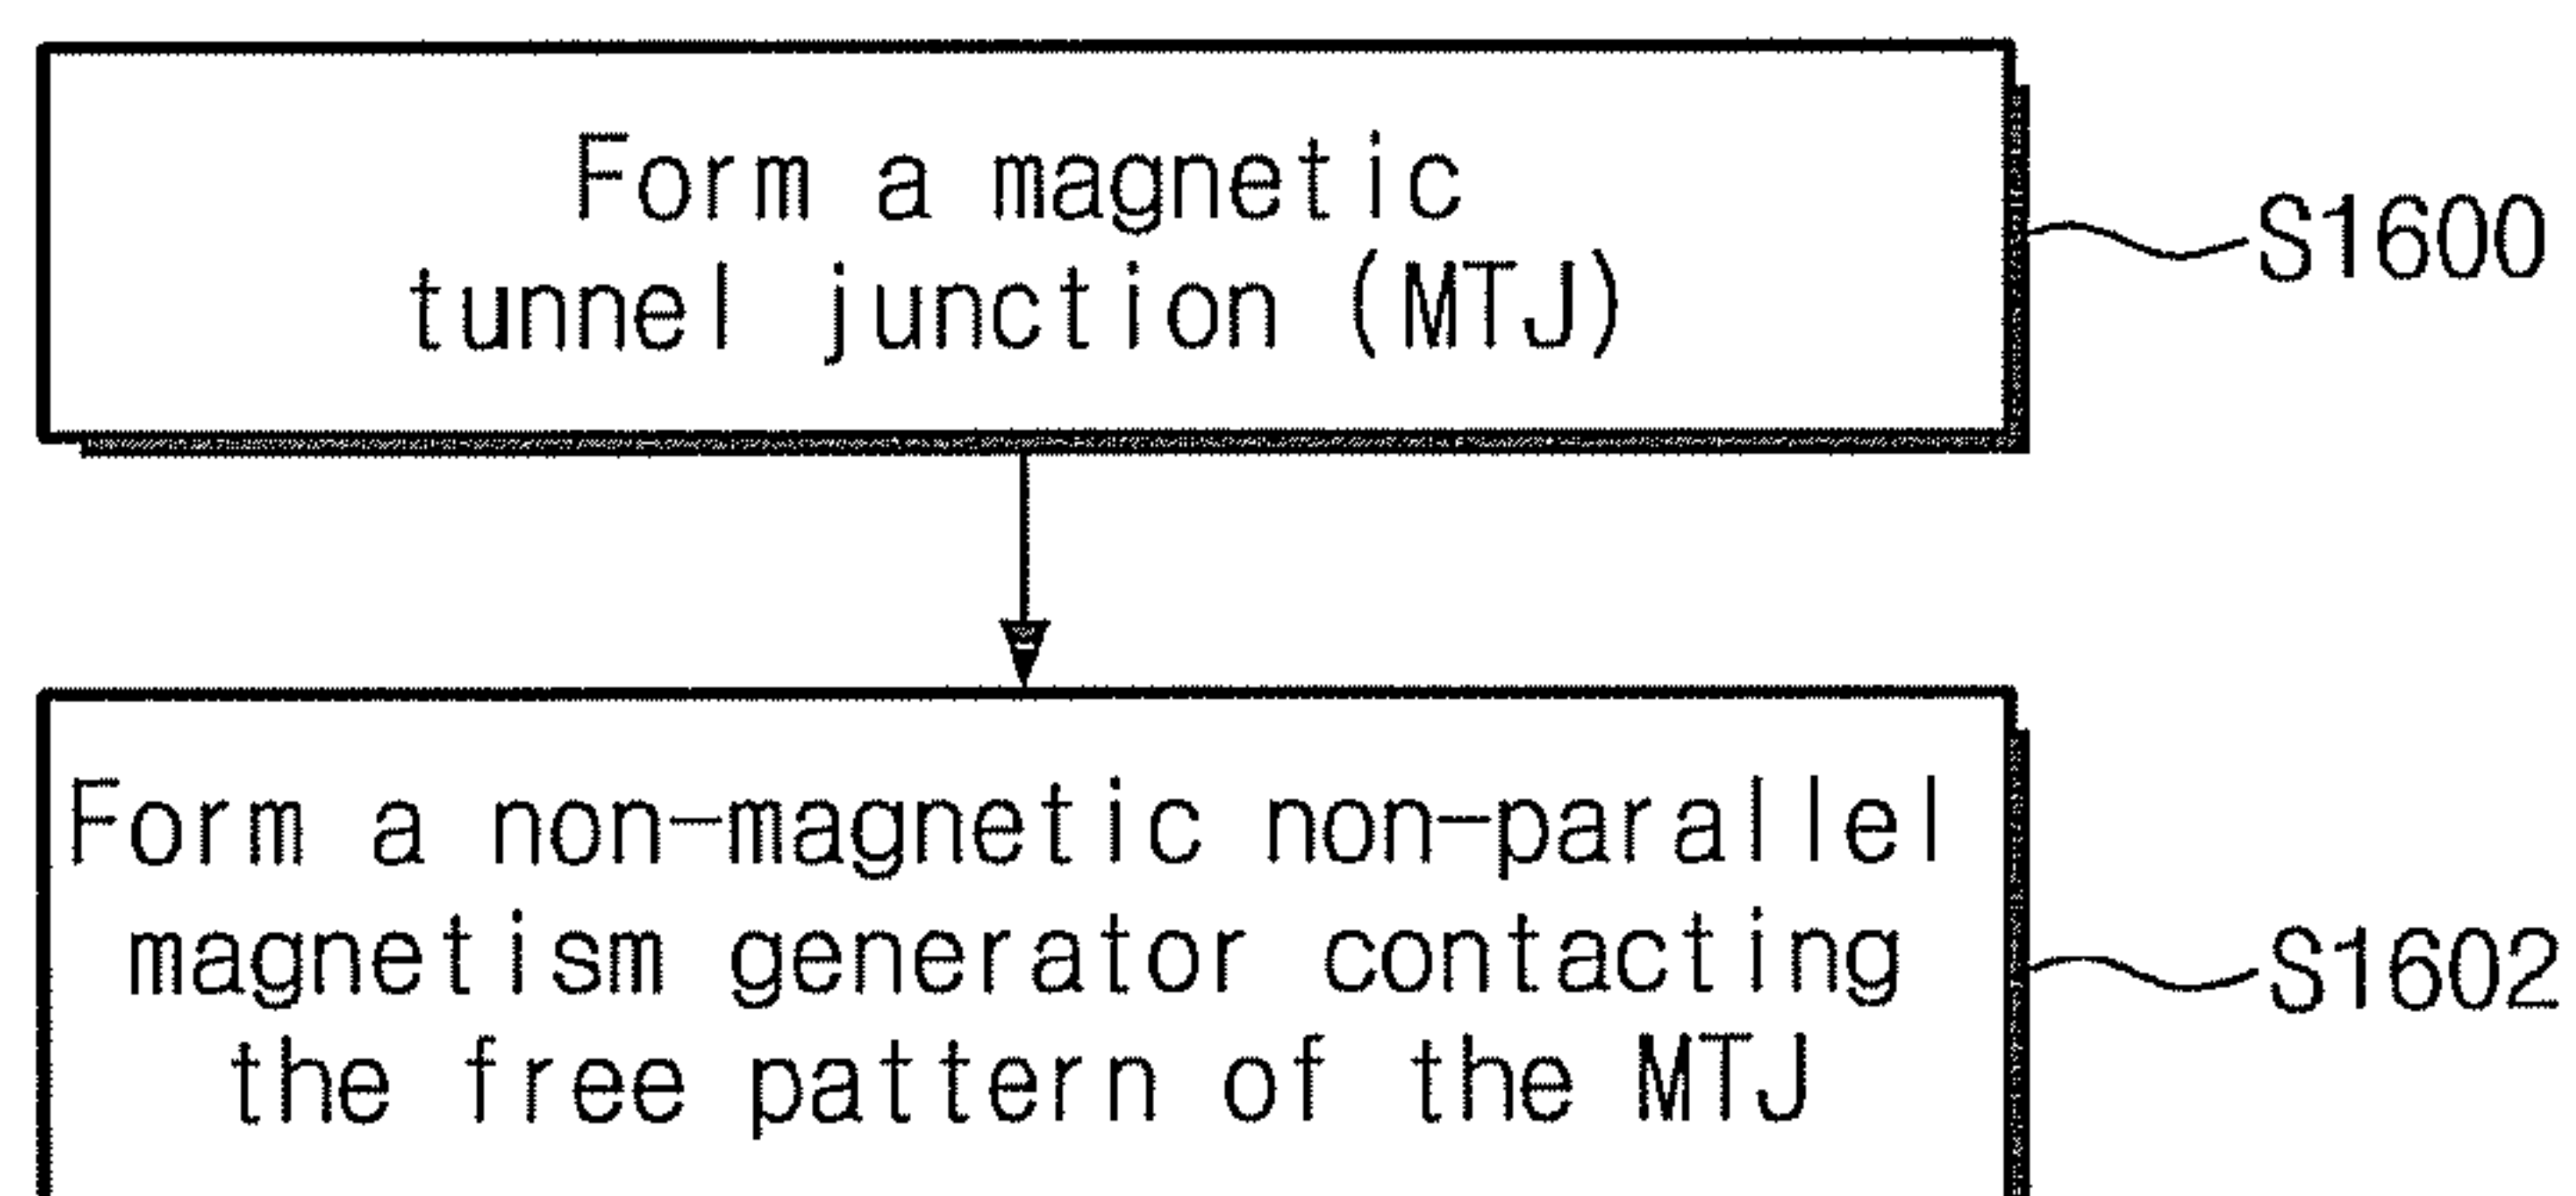 Form a magnetic
tunnel junction (MTJ)
S1600
Form a non-magnetic non-parallel
magnetism generator contacting
the free pattern of the MTJ
S1602